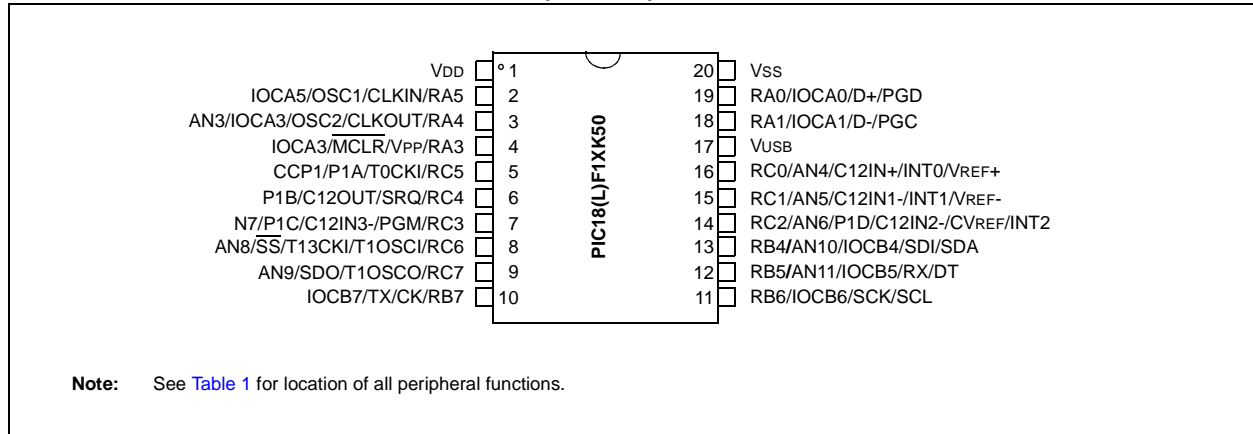 VDD 1 20 VSS
IOCA5/OSC1/CLKIN/RA5 2 19 RA0/IOCA0/D+/PGD
AN3/IOCA3/OSC2/CLKOUT/RA4 3 18 RA1/IOCA1/D-/PGC
IOCA3/MCLR/VPP/RA3 4 17 VUSB
CCP1/P1A/T0CKI/RC5 5 16 RC0/AN4/C12IN+/INT0/VREF+
P1B/C12OUT/SRQ/RC4 6 15 RC1/AN5/C12IN1-/INT1/VREF-
N7/P1C/C12IN3-/PGM/RC3 7 14 RC2/AN6/P1D/C12IN2-/CVREF/INT2
AN8/SS/T13CKI/T1OSCI/RC6 8 13 RB4/AN10/IOCB4/SDI/SDA
AN9/SDO/T1OSCO/RC7 9 12 RB5/AN11/IOCB5/RX/DT
IOCB7/TX/CK/RB7 10 11 RB6/IOCB6/SCK/SCL
PIC18(L)F1XK50
Note: See Table 1 for location of all peripheral functions.